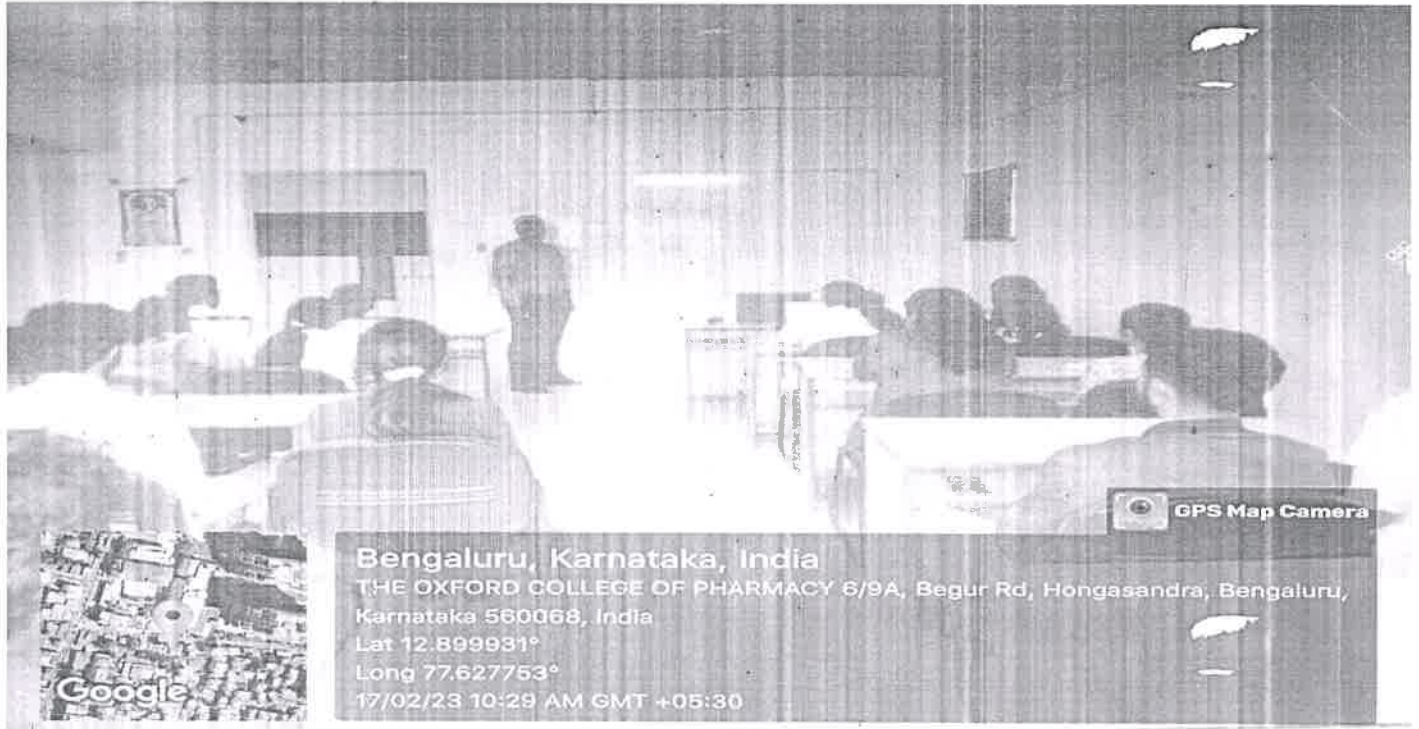 GPS Map Camera
Bengaluru, Karnataka, India
THE OXFORD COLLEGE OF PHARMACY 6/9A, Begur Rd, Hongasandra, Bengaluru,
Karnataka 560068, India
Lat 12.899931°
Long 77.627753°
17/02/23 10:29 AM GMT +05:30
Google